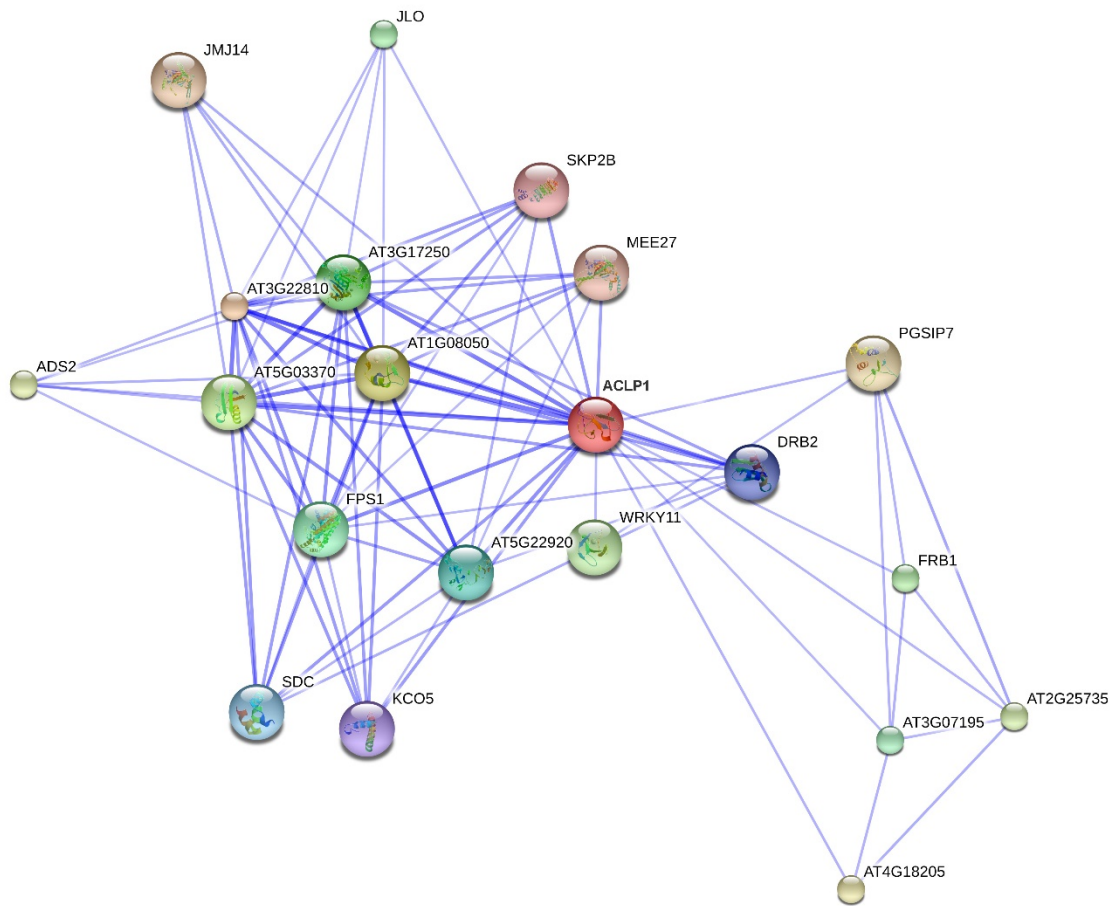 JLO
JMJ14
SKP2B
MEE27
AT3G17250
AT3G22810
AT1G08050
PGSIP7
ADS2
AT5G03370
ACLP1
DRB2
FPS1
WRKY11
AT5G22920
FRB1
SDC
KCO5
AT2G25735
AT3G07195
AT4G18205